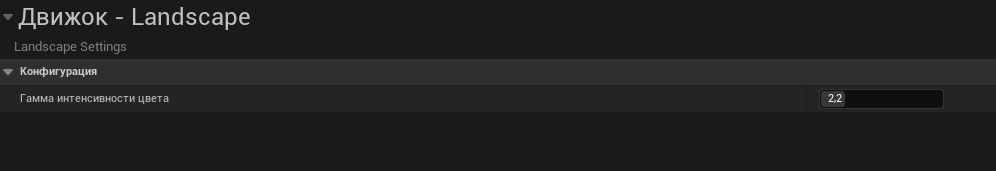 Движок - Landscape
Landscape Settings
Конфигурация
Гамма интенсивности цвета
2,2